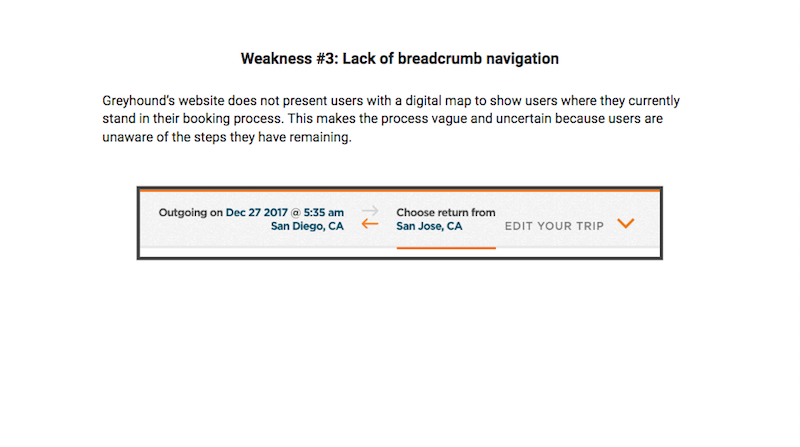 Weakness #3: Lack of breadcrumb navigation
Greyhound's website does not present users with a digital map to show users where they currently
stand in their booking process. This makes the process vague and uncertain because users are
unaware of the steps they have remaining.
Outgoing on Dec 27 2017 @ 5:35 am
San Diego, CA
Choose return from
San Jose, CA
EDIT YOUR TRIP